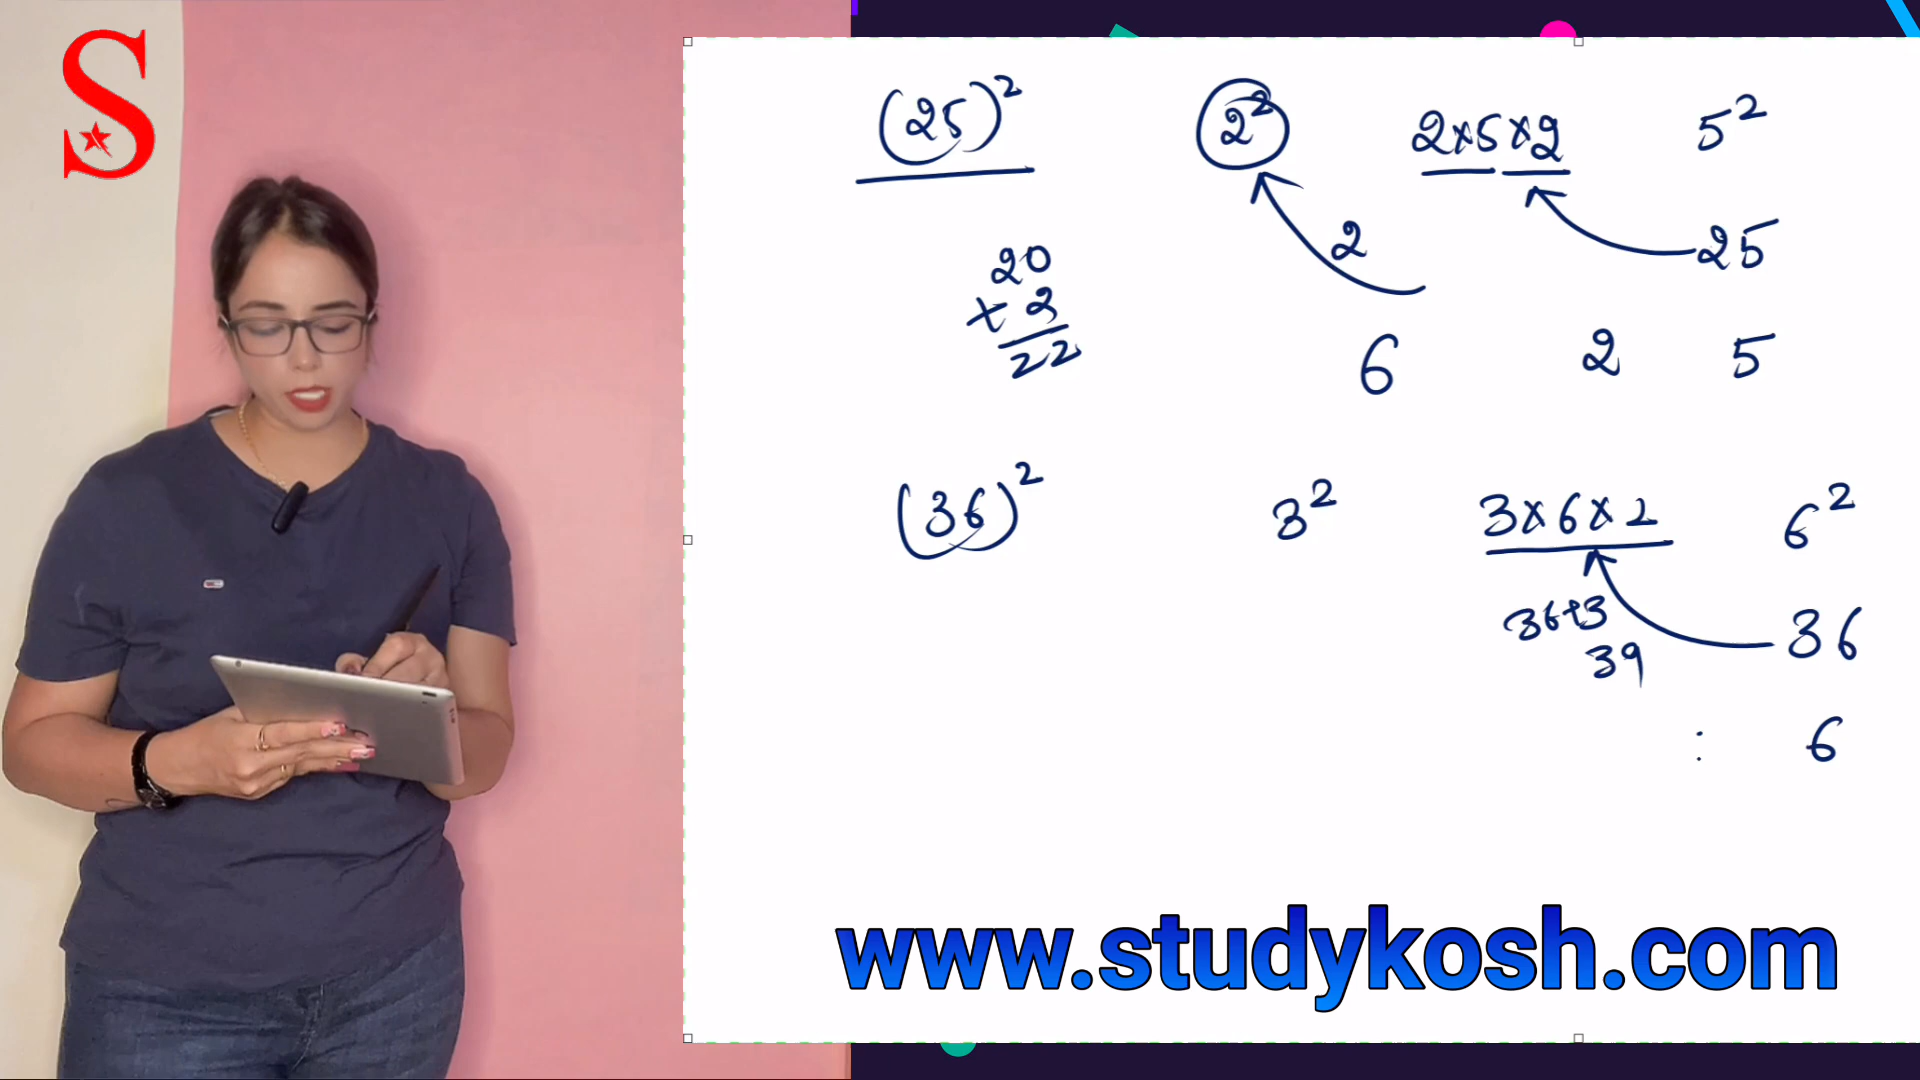 S
(25)² 2² 2×5×2 5²
2 25
20
+ 2
22
6 2 5
(36)² 3² 3×6×2 6²
36+3 36
39
: 6
www.studykosh.com